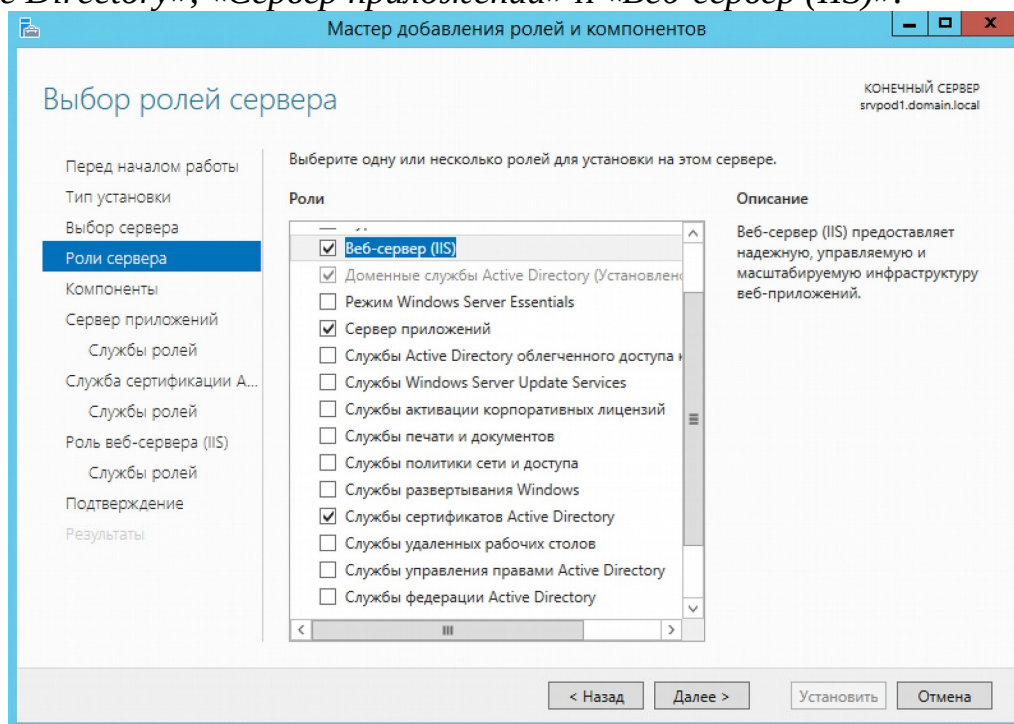 e Directory», «Сервер приложений» и «Веб-сервер (IIS)».
Мастер добавления ролей и компонентов
Выбор ролей сервера
КОНЕЧНЫЙ СЕРВЕР
srvpod1.domain.local
Перед началом работы
Тип установки
Выбор сервера
Роли сервера
Компоненты
Сервер приложений
Службы ролей
Служба сертификации A...
Службы ролей
Роль веб-сервера (IIS)
Службы ролей
Подтверждение
Результаты
Выберите одну или несколько ролей для установки на этом сервере.
Роли
Веб-сервер (IIS)
Доменные службы Active Directory (Установлено
Режим Windows Server Essentials
Сервер приложений
Службы Active Directory облегченного доступа к
Службы Windows Server Update Services
Службы активации корпоративных лицензий
Службы печати и документов
Службы политики сети и доступа
Службы развертывания Windows
Службы сертификатов Active Directory
Службы удаленных рабочих столов
Службы управления правами Active Directory
Службы федерации Active Directory
Описание
Веб-сервер (IIS) предоставляет
надежную, управляемую и
масштабируемую инфраструктуру
веб-приложений.
< Назад
Далее >
Установить
Отмена